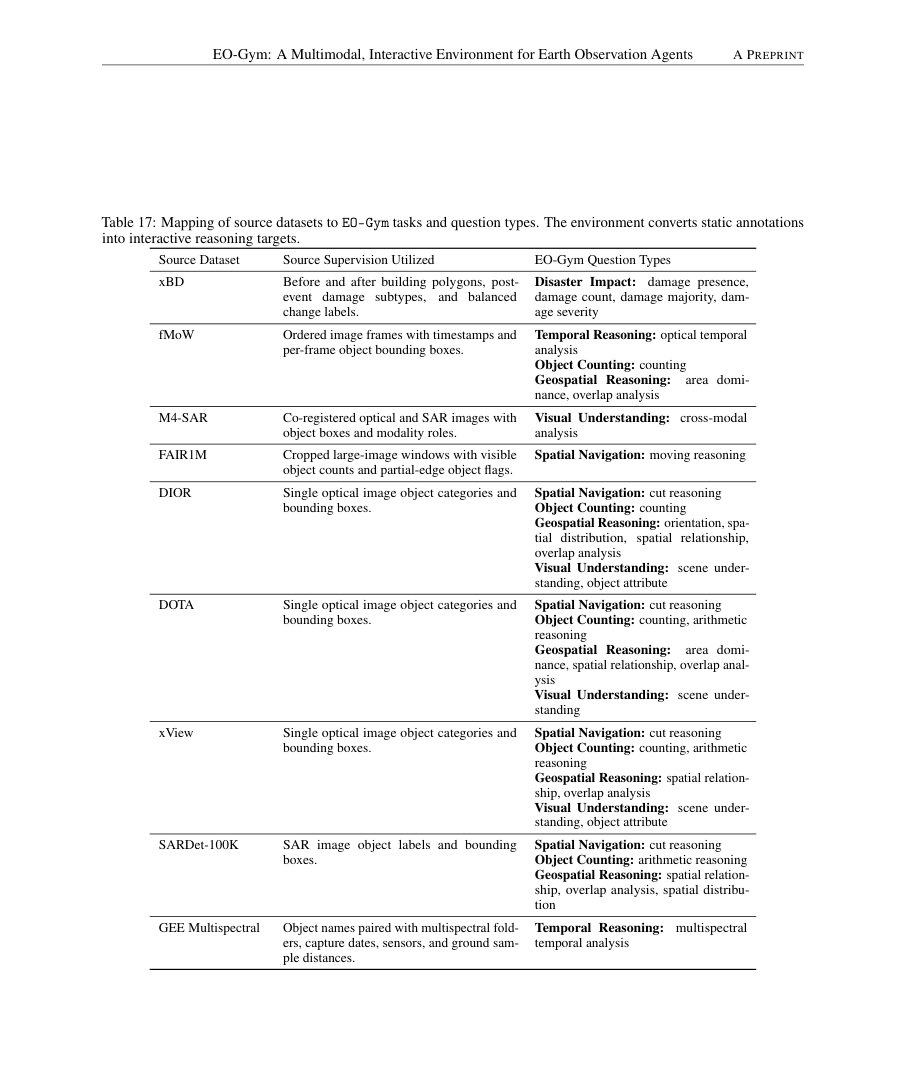 EO-Gym: A Multimodal, Interactive Environment for Earth Observation Agents A PREPRINT
Table 17: Mapping of source datasets to EO-Gym tasks and question types. The environment converts static annotations
into interactive reasoning targets.
Source Dataset Source Supervision Utilized EO-Gym Question Types
xBD Before and after building polygons, post- Disaster Impact: damage presence,
event damage subtypes, and balanced damage count, damage majority, dam-
change labels. age severity
fMoW Ordered image frames with timestamps and Temporal Reasoning: optical temporal
per-frame object bounding boxes. analysis
Object Counting: counting
Geospatial Reasoning: area domi-
nance, overlap analysis
M4-SAR Co-registered optical and SAR images with Visual Understanding: cross-modal
object boxes and modality roles. analysis
FAIR1M Cropped large-image windows with visible Spatial Navigation: moving reasoning
object counts and partial-edge object flags.
DIOR Single optical image object categories and Spatial Navigation: cut reasoning
bounding boxes. Object Counting: counting
Geospatial Reasoning: orientation, spa-
tial distribution, spatial relationship,
overlap analysis
Visual Understanding: scene under-
standing, object attribute
DOTA Single optical image object categories and Spatial Navigation: cut reasoning
bounding boxes. Object Counting: counting, arithmetic
reasoning
Geospatial Reasoning: area domi-
nance, spatial relationship, overlap anal-
ysis
Visual Understanding: scene under-
standing
xView Single optical image object categories and Spatial Navigation: cut reasoning
bounding boxes. Object Counting: counting, arithmetic
reasoning
Geospatial Reasoning: spatial relation-
ship, overlap analysis
Visual Understanding: scene under-
standing, object attribute
SARDet-100K SAR image object labels and bounding Spatial Navigation: cut reasoning
boxes. Object Counting: arithmetic reasoning
Geospatial Reasoning: spatial relation-
ship, overlap analysis, spatial distribu-
tion
GEE Multispectral Object names paired with multispectral fold- Temporal Reasoning: multispectral
ers, capture dates, sensors, and ground sam- temporal analysis
ple distances.